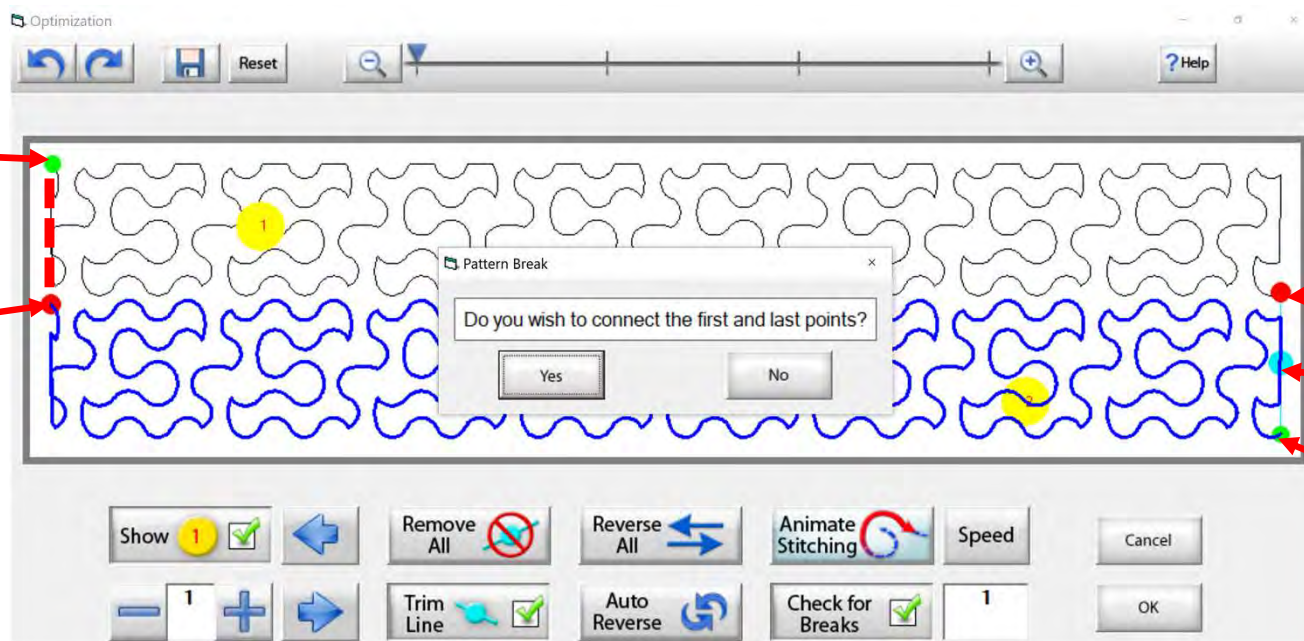 Optimization
Reset
? Help
1
Pattern Break
Do you wish to connect the first and last points?
Yes
No
2
Show 1
Remove
All
Reverse
All
Animate
Stitching
Speed
Cancel
1
Trim
Line
Auto
Reverse
Check for
Breaks
1
OK